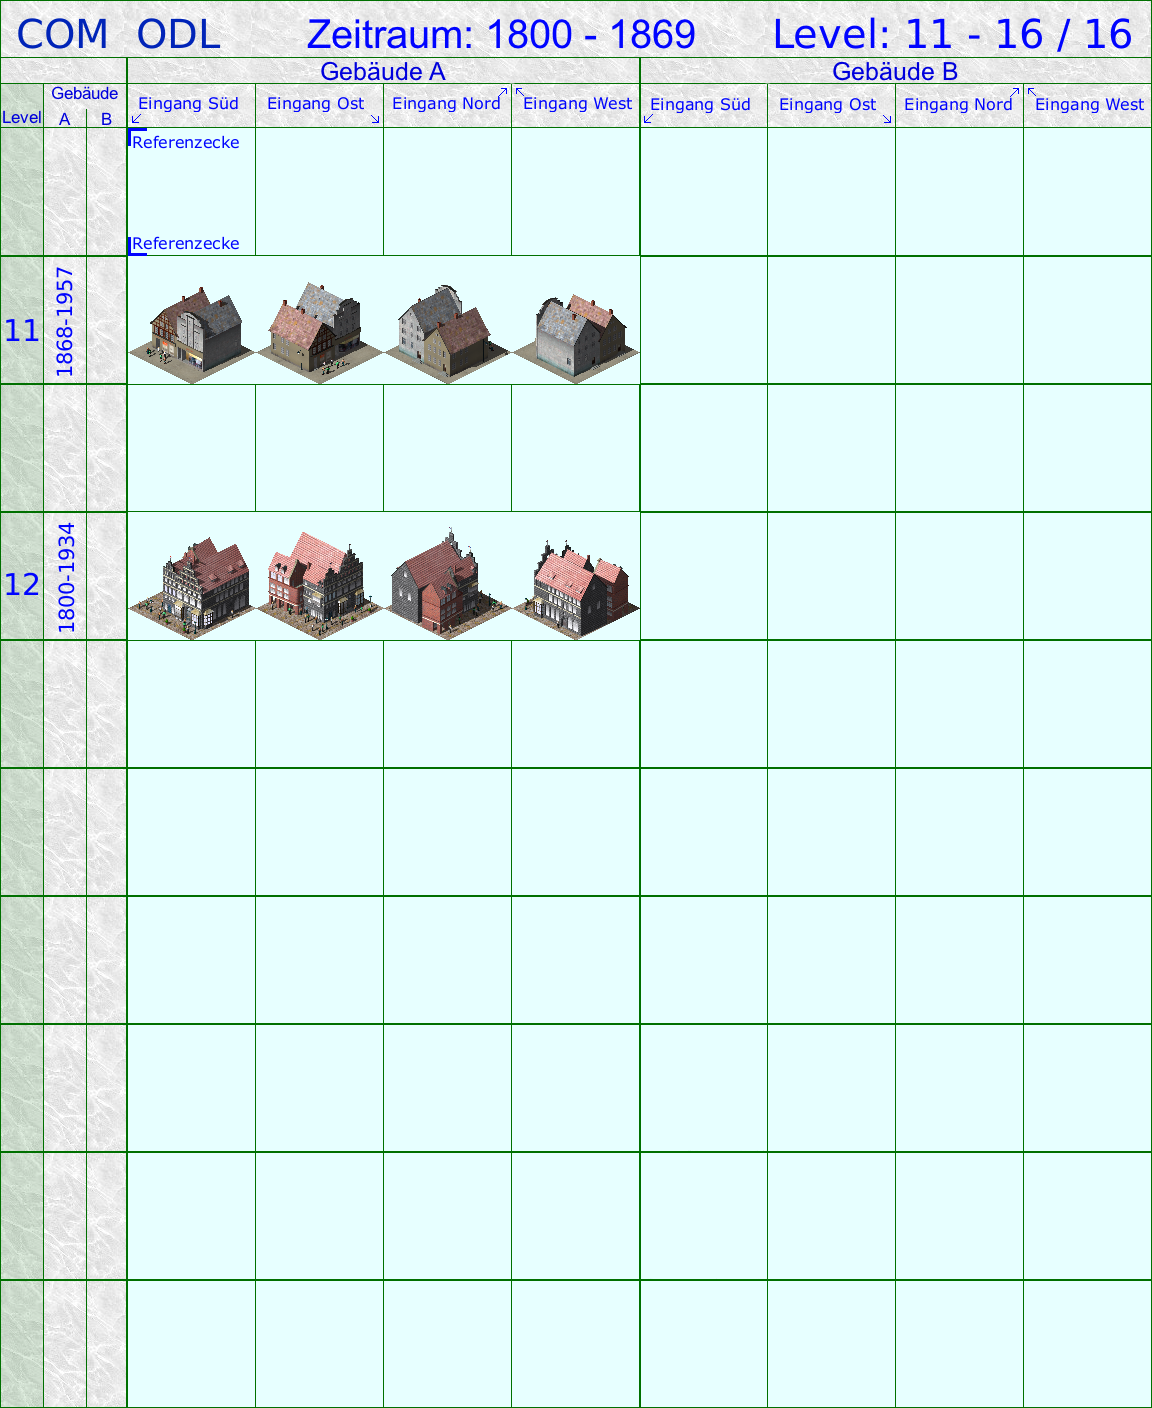 COM ODL Zeitraum: 1800 - 1869 Level: 11 - 16 / 16
Gebäude A Gebäude B
Level Gebäude A B Eingang Süd Eingang Ost Eingang Nord Eingang West Eingang Süd Eingang Ost Eingang Nord Eingang West
Referenzecke
Referenzecke
11 1868-1957
12 1800-1934